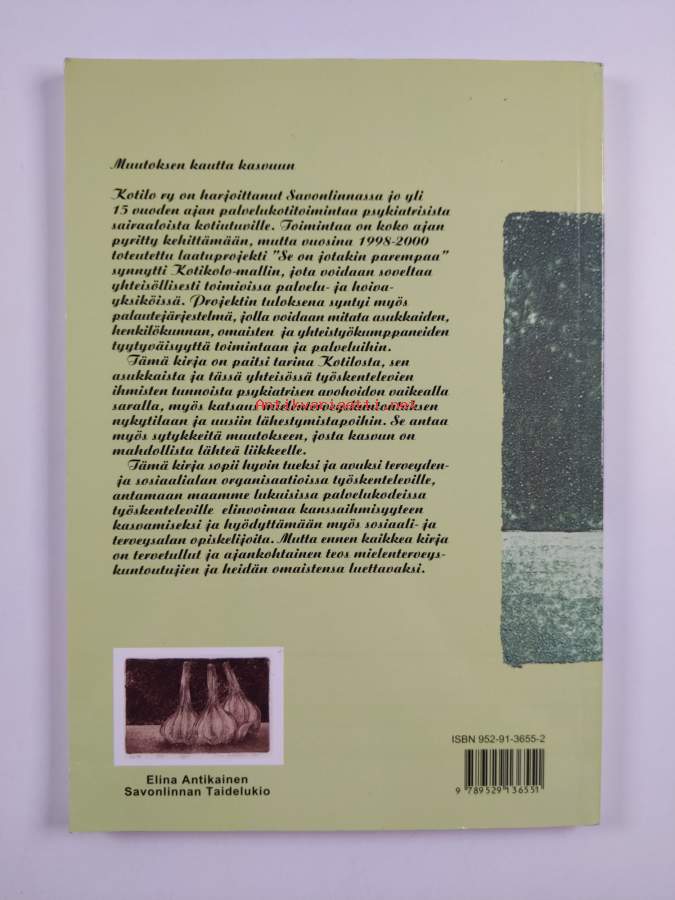 Muutoksen kautta kasvuun
Kotilo ry on harjoittanut Savonlinnassa jo yli
15 vuoden ajan palvelukotitoimintaa psykiatrisista
sairaaloista kotiutuville. Toimintaa on koko ajan
pyritty kehittämään, mutta vuosina 1998-2000
toteutettu laatuprojekti "Se on jotakin parempaa"
synnytti Kotikolo-mallin, jota voidaan soveltaa
yhteisöllisesti toimivissa palvelu- ja hoiva-
yksiköissä. Projektin tuloksena syntyi myös
palautejärjestelmä, jolla voidaan mitata asukkaiden,
henkilökunnan, omaisten ja yhteistyökumppaneiden
tyytyväisyyttä toimintaan ja palveluihin.
Tämä kirja on paitsi tarina Kotilosta, sen
asukkaista ja tässä yhteisössä työskentelevien
ihmisten tunnoista psykiatrisen avohoidon vaikealla
saralla, myös katsaus mielenterveyskuntoutuksen
Antikvariaatti.net
nykytilaan ja uusiin lähestymistapoihin. Se antaa
myös sytykkeitä muutokseen, josta kasvun on
mahdollista lähteä liikkeelle.
Tämä kirja sopii hyvin tueksi ja avuksi terveyden-
ja sosiaalialan organisaatioissa työskenteleville,
antamaan maamme lukuisissa palvelukodeissa
työskenteleville elinvoimaa kanssaihmisyyteen
kasvamiseksi ja hyödyttämään myös sosiaali- ja
terveysalan opiskelijoita. Mutta ennen kaikkea kirja
on tervetullut ja ajankohtainen teos mielenterveys-
kuntoutujien ja heidän omaistensa luettavaksi.
Elina Antikainen
Savonlinnan Taidelukio
ISBN 952-91-3655-2
9 789529 136551